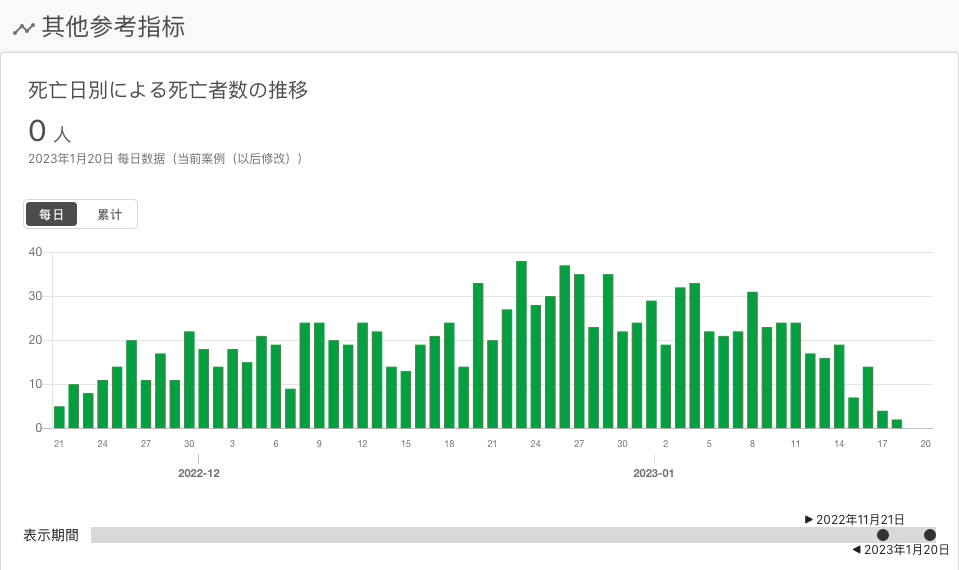 其他参考指标
死亡日別による死亡者数の推移
0 人
2023年1月20日 每日数据（当前案例（以后修改））
每日 累计
40
30
20
10
0
21 24 27 30 3 6 9 12 15 18 21 24 27 30 2 5 8 11 14 17 20
2022-12 2023-01
2022年11月21日
表示期間
2023年1月20日